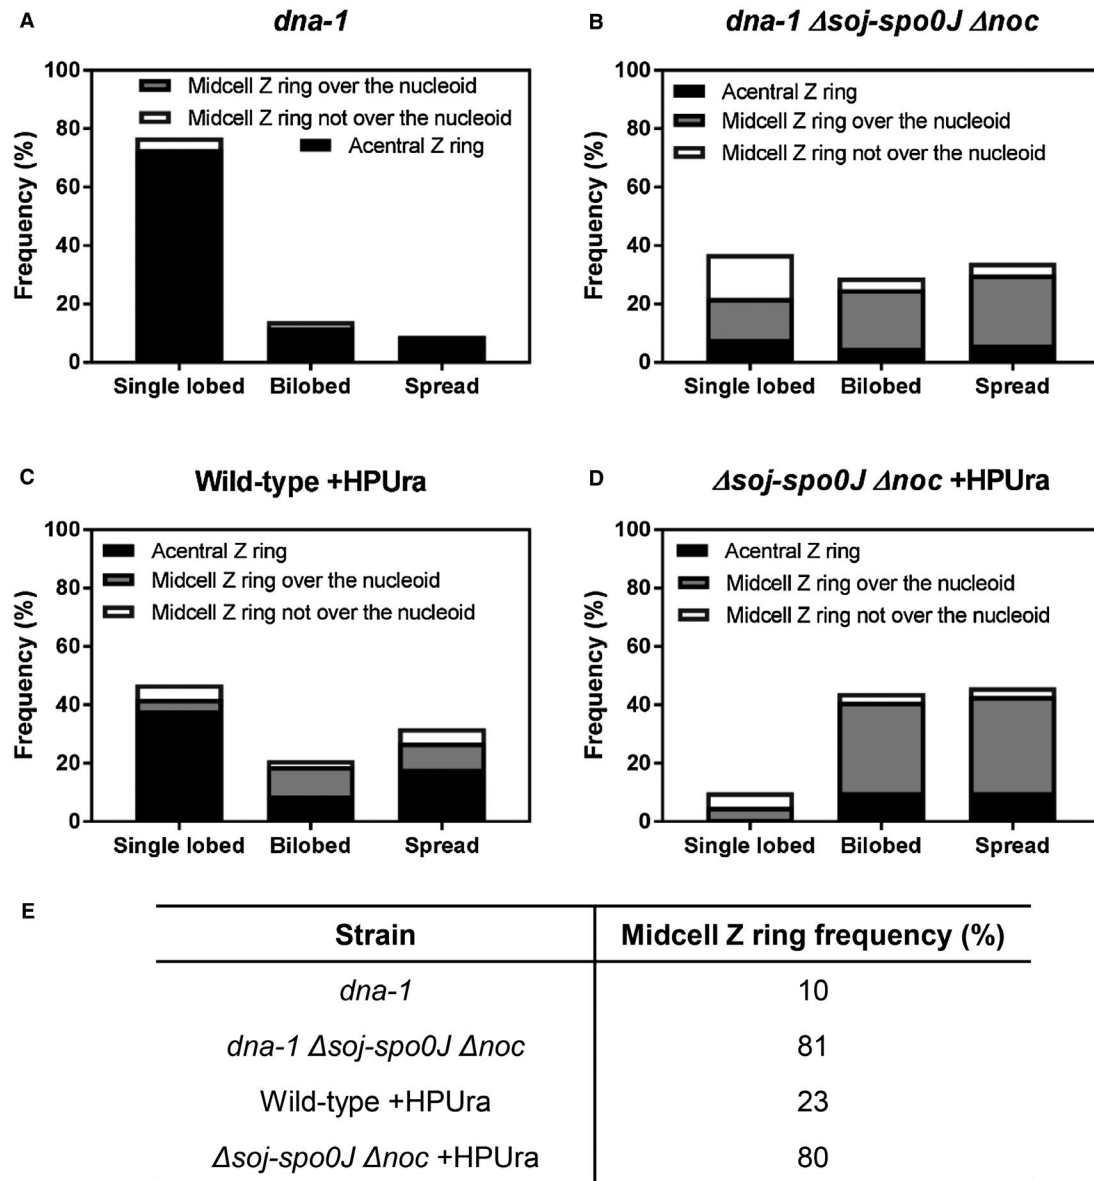 A
dna-1
Frequency (%)
100
80
60
40
20
0
Midcell Z ring over the nucleoid
Midcell Z ring not over the nucleoid
Acentral Z ring
Single lobed Bilobed Spread
B
dna-1 Δsoj-spo0J Δnoc
Frequency (%)
100
80
60
40
20
0
Acentral Z ring
Midcell Z ring over the nucleoid
Midcell Z ring not over the nucleoid
Single lobed Bilobed Spread
C
Wild-type +HPUra
Frequency (%)
100
80
60
40
20
0
Acentral Z ring
Midcell Z ring over the nucleoid
Midcell Z ring not over the nucleoid
Single lobed Bilobed Spread
D
Δsoj-spo0J Δnoc +HPUra
Frequency (%)
100
80
60
40
20
0
Acentral Z ring
Midcell Z ring over the nucleoid
Midcell Z ring not over the nucleoid
Single lobed Bilobed Spread
E
Strain Midcell Z ring frequency (%)
dna-1 10
dna-1 Δsoj-spo0J Δnoc 81
Wild-type +HPUra 23
Δsoj-spo0J Δnoc +HPUra 80